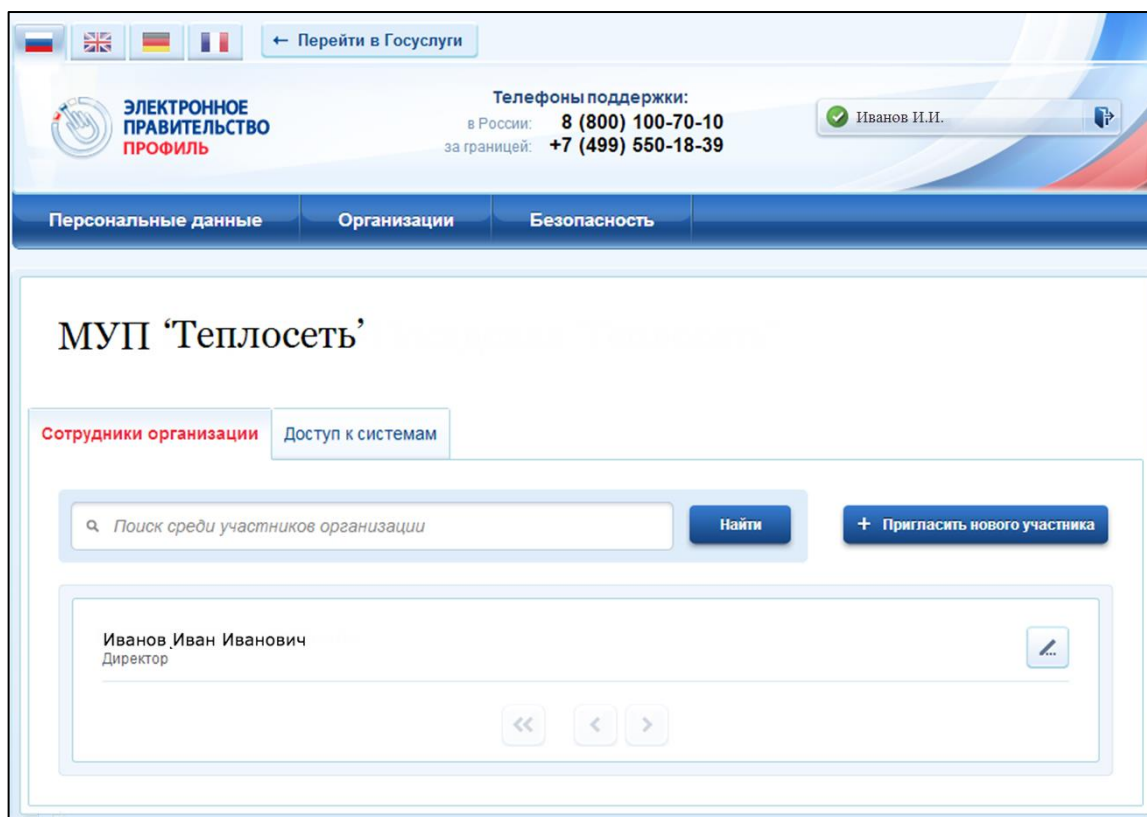 ← Перейти в Госуслуги
ЭЛЕКТРОННОЕ
ПРАВИТЕЛЬСТВО
ПРОФИЛЬ
Телефоны поддержки:
в России: 8 (800) 100-70-10
за границей: +7 (499) 550-18-39
Иванов И.И.
Персональные данные Организации Безопасность
МУП ‘Теплосеть’
Сотрудники организации Доступ к системам
Поиск среди участников организации Найти + Пригласить нового участника
Иванов Иван Иванович
Директор